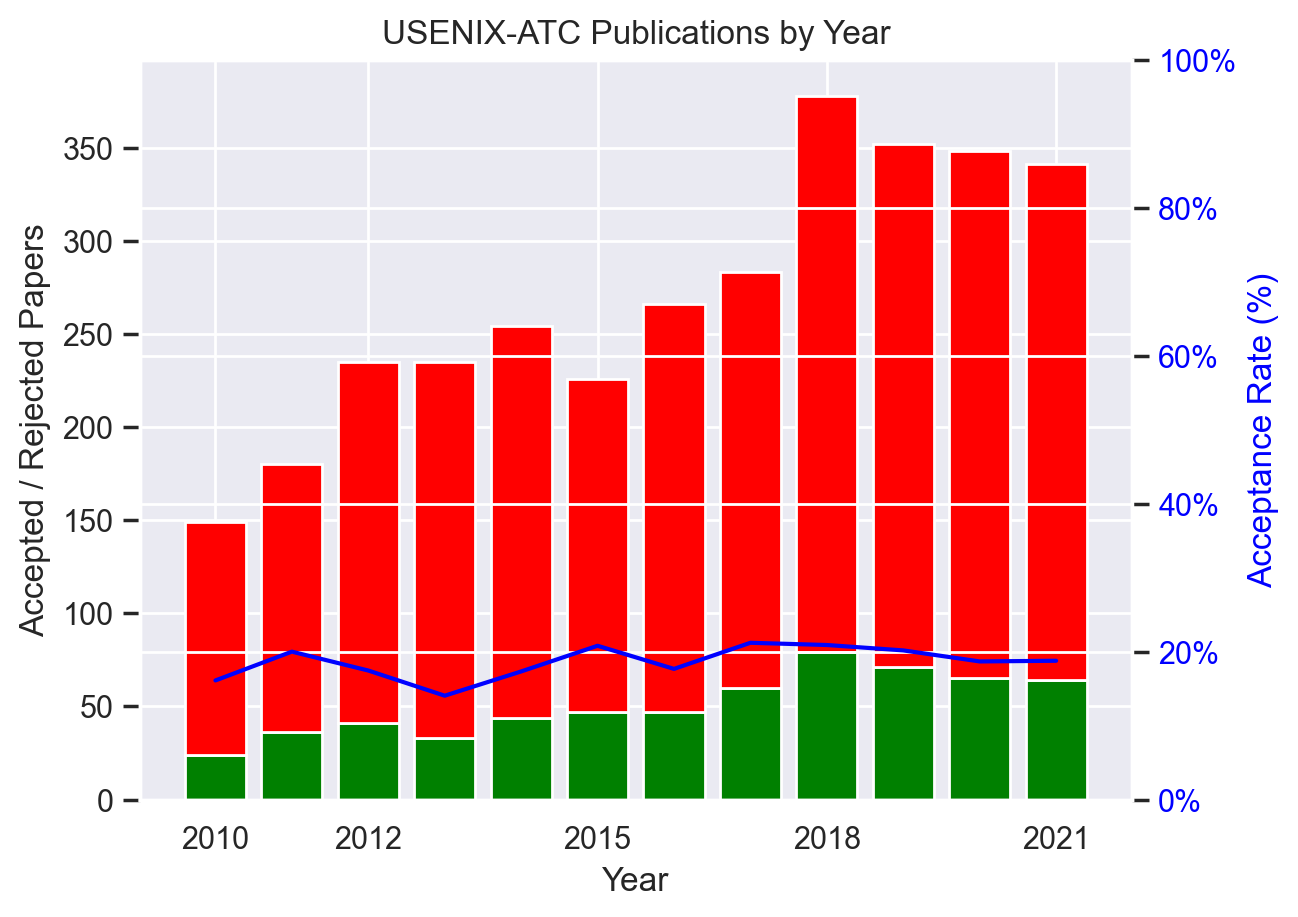 USENIX-ATC Publications by Year
Accepted / Rejected Papers
350
300
250
200
150
100
50
0
100%
80%
60%
40%
20%
0%
Acceptance Rate (%)
2010 2012 2015 2018 2021
Year